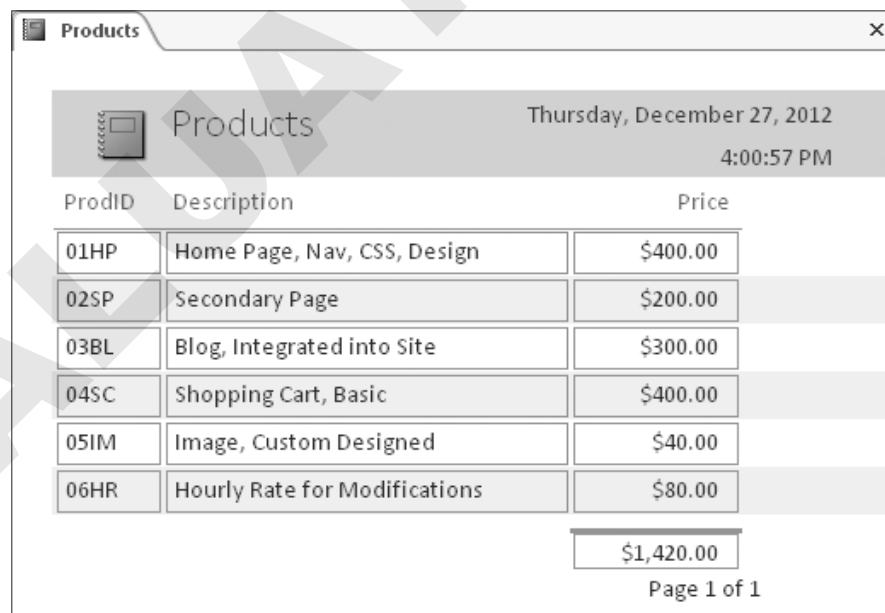 Products
Products
Thursday, December 27, 2012
4:00:57 PM
ProdID Description Price
01HP Home Page, Nav, CSS, Design $400.00
02SP Secondary Page $200.00
03BL Blog, Integrated into Site $300.00
04SC Shopping Cart, Basic $400.00
05IM Image, Custom Designed $40.00
06HR Hourly Rate for Modifications $80.00
$1,420.00
Page 1 of 1